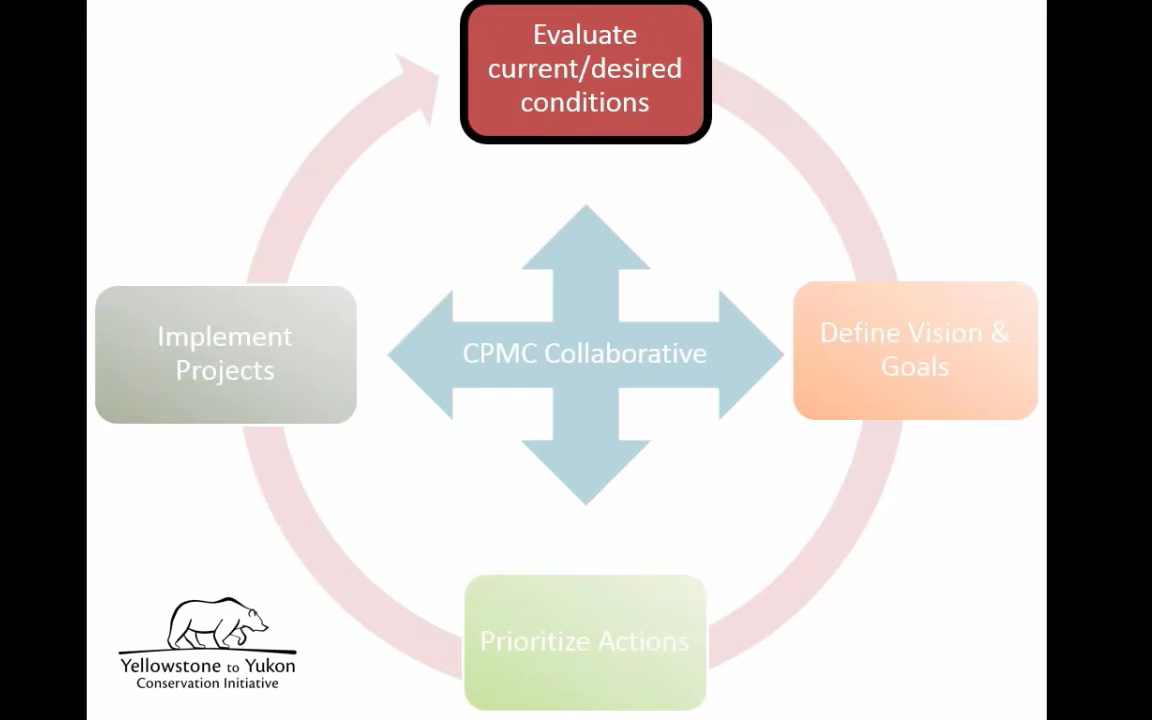 Evaluate
current/desired
conditions
Implement
Projects
CPMC Collaborative
Define Vision &
Goals
Prioritize Actions
Yellowstone to Yukon
Conservation Initiative